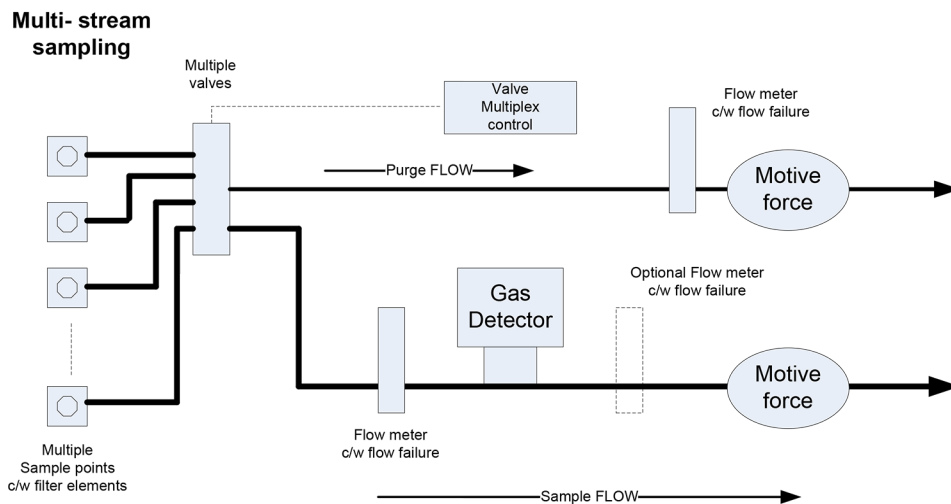 Multi- stream
sampling
Multiple
valves
Valve
Multiplex
control
Flow meter
c/w flow failure
Purge FLOW
Motive
force
Gas
Detector
Optional Flow meter
c/w flow failure
Motive
force
Flow meter
c/w flow failure
Multiple
Sample points
c/w filter elements
Sample FLOW